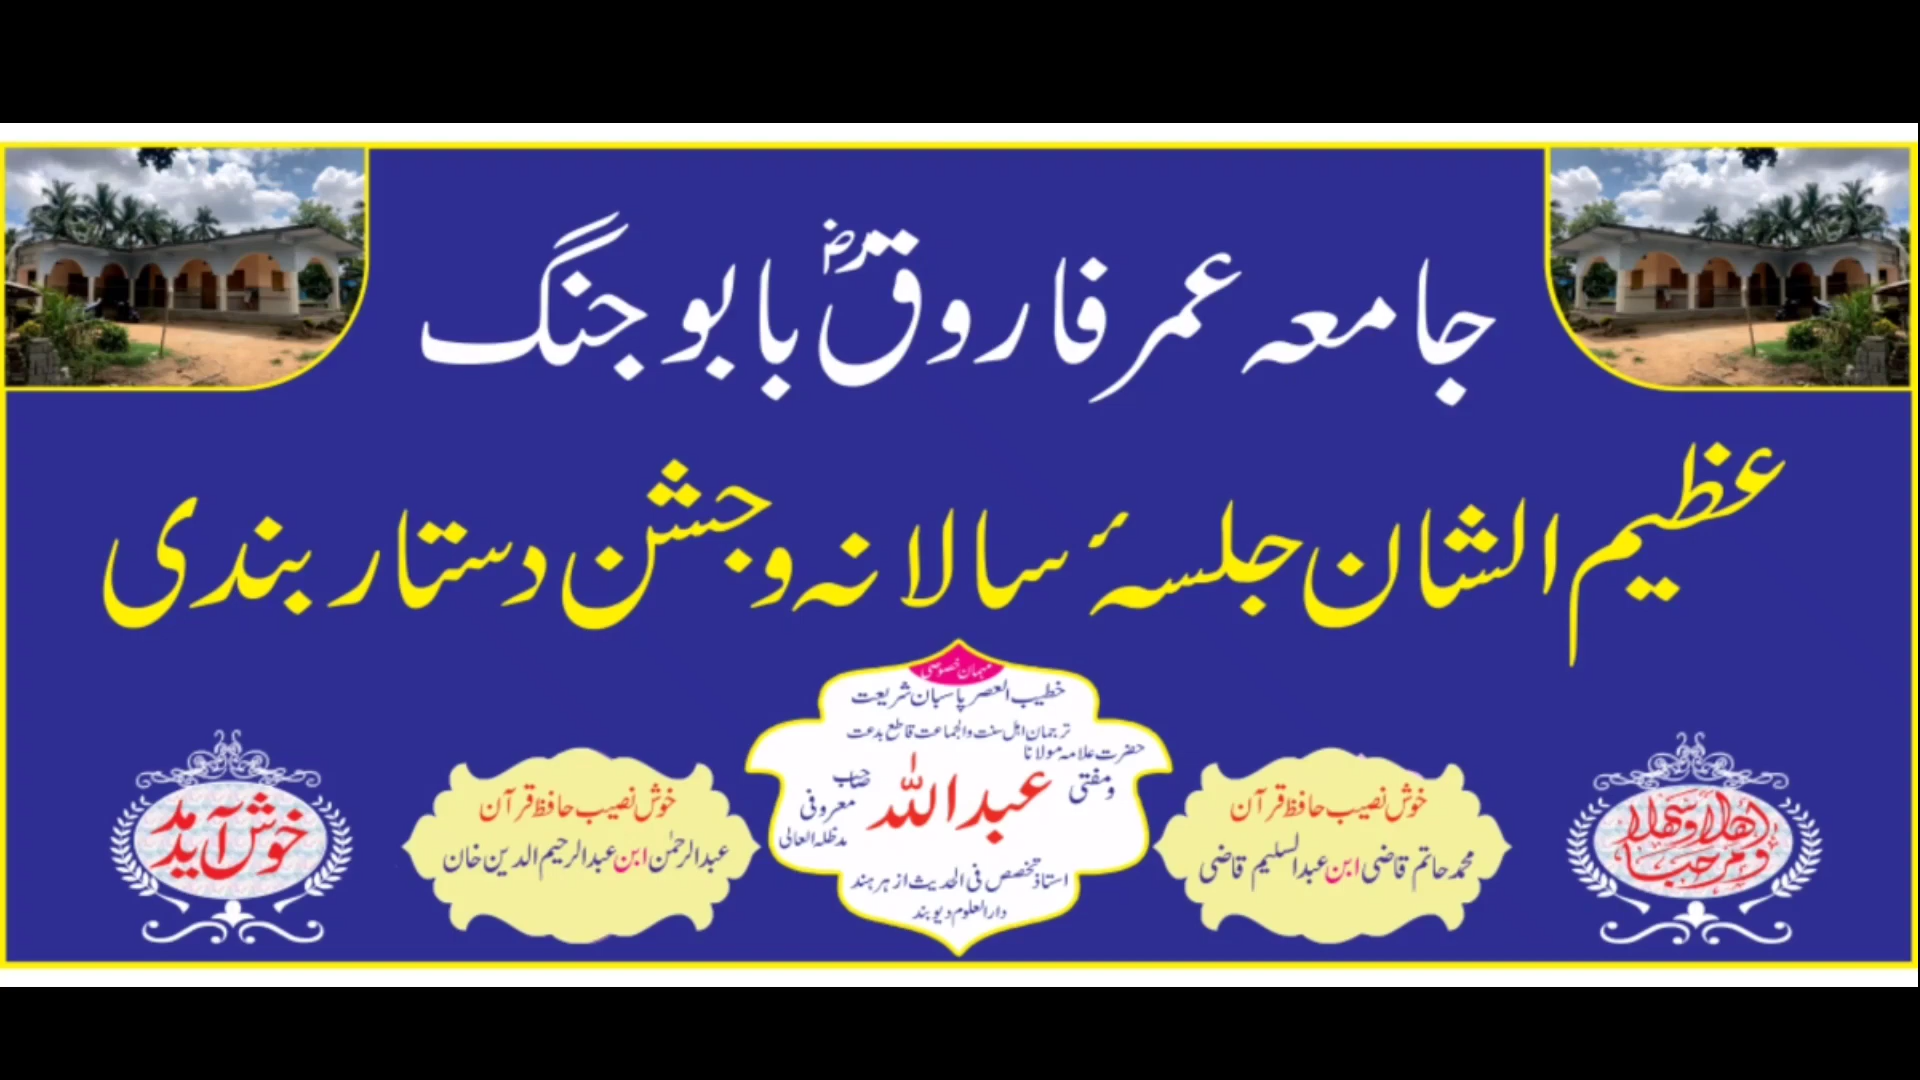 جامعہ عمر فاروقؓ بابو جنگ
عظیم الشان جلسۂ سالانہ و جشن دستار بندی
مہمان خصوصی
خطیب العصر پاسبان شریعت
ترجمان اہل سنت والجماعت قاطع بدعت
حضرت علامہ مولانا
ومفتی عبداللہ صاحب معروفی
مدظلہ العالی
استاذ تخصص فی الحدیث ازہر ہند
دارالعلوم دیوبند
اھلا وسھلا
ومرحبا
خوش نصیب حافظ قرآن
محمد حاتم قاضی ابن عبدالسلیم قاضی
خوش نصیب حافظ قرآن
عبدالرحمٰن ابن عبدالرحیم الدین خان
خوش آمدید